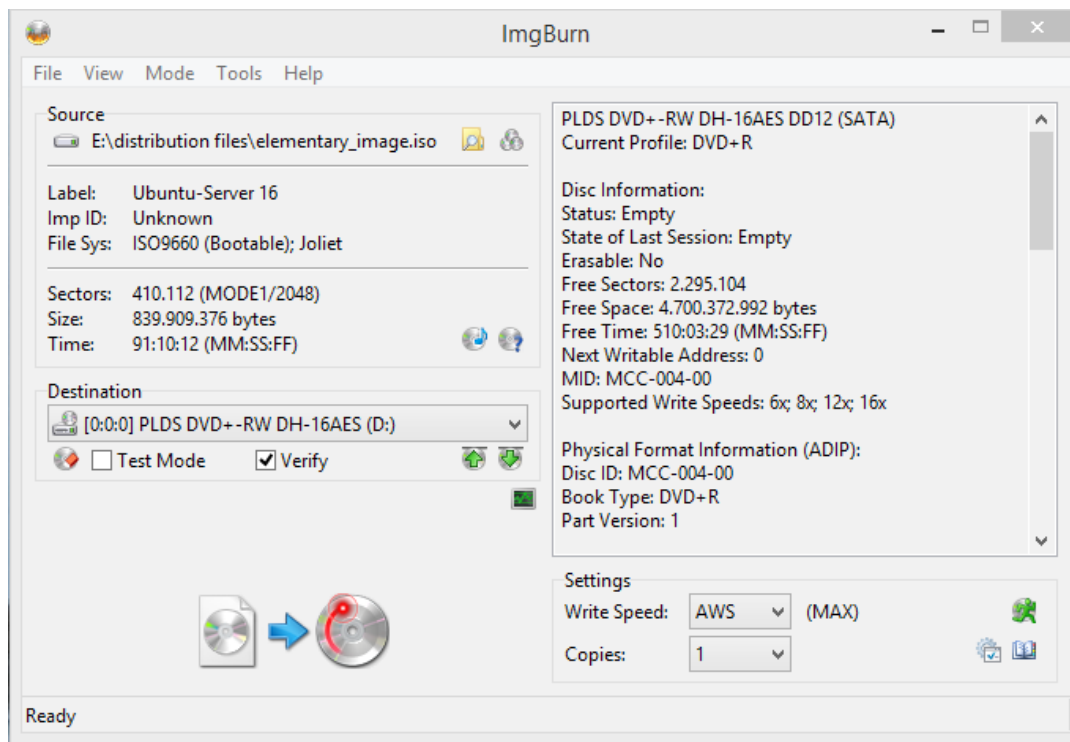 ImgBurn
File View Mode Tools Help
Source
E:\distribution files\elementary_image.iso
Label: Ubuntu-Server 16
Imp ID: Unknown
File Sys: ISO9660 (Bootable); Joliet
Sectors: 410.112 (MODE1/2048)
Size: 839.909.376 bytes
Time: 91:10:12 (MM:SS:FF)
Destination
[0:0:0] PLDS DVD+-RW DH-16AES (D:)
Test Mode Verify
PLDS DVD+-RW DH-16AES DD12 (SATA)
Current Profile: DVD+R
Disc Information:
Status: Empty
State of Last Session: Empty
Erasable: No
Free Sectors: 2.295.104
Free Space: 4.700.372.992 bytes
Free Time: 510:03:29 (MM:SS:FF)
Next Writable Address: 0
MID: MCC-004-00
Supported Write Speeds: 6x; 8x; 12x; 16x
Physical Format Information (ADIP):
Disc ID: MCC-004-00
Book Type: DVD+R
Part Version: 1
Settings
Write Speed: AWS (MAX)
Copies: 1
Ready